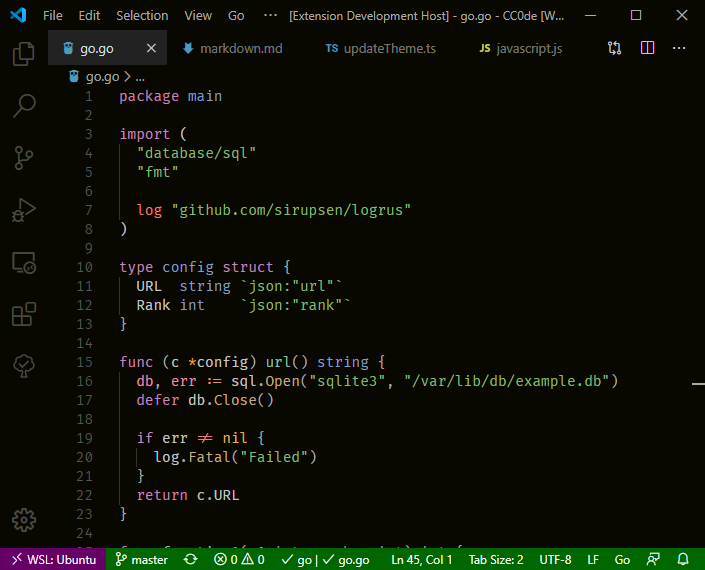 File Edit Selection View Go ··· [Extension Development Host] - go.go - CC0de [W...
go.go markdown.md TS updateTheme.ts JS javascript.js ···
go.go > ...
1 package main
2
3 import (
4 "database/sql"
5 "fmt"
6
7 log "github.com/sirupsen/logrus"
8 )
9
10 type config struct {
11 URL string `json:"url"`
12 Rank int `json:"rank"`
13 }
14
15 func (c *config) url() string {
16 db, err := sql.Open("sqlite3", "/var/lib/db/example.db")
17 defer db.Close()
18
19 if err ≠ nil {
20 log.Fatal("Failed")
21 }
22 return c.URL
23 }
24
WSL: Ubuntu master 0 0 ✓ go | ✓ go.go Ln 45, Col 1 Tab Size: 2 UTF-8 LF Go